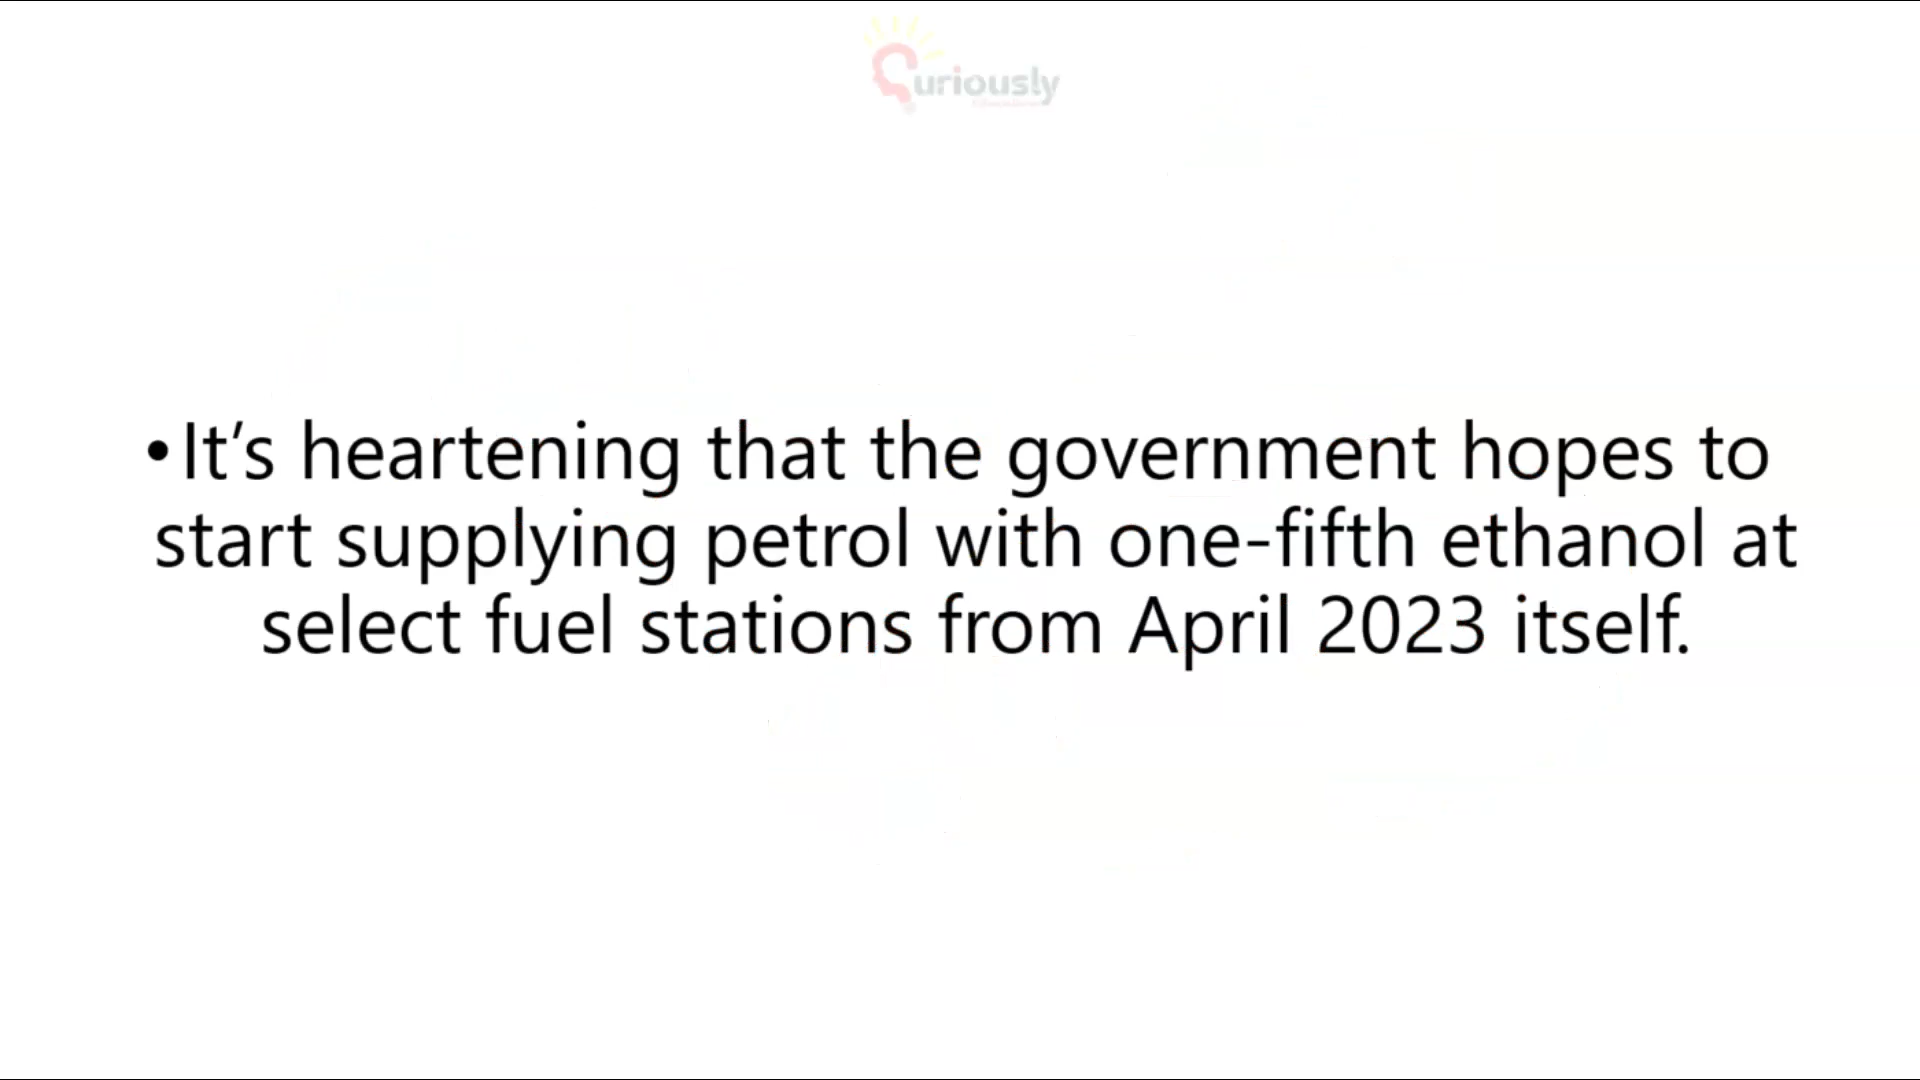 Curiously
•It’s heartening that the government hopes to
start supplying petrol with one-fifth ethanol at
select fuel stations from April 2023 itself.